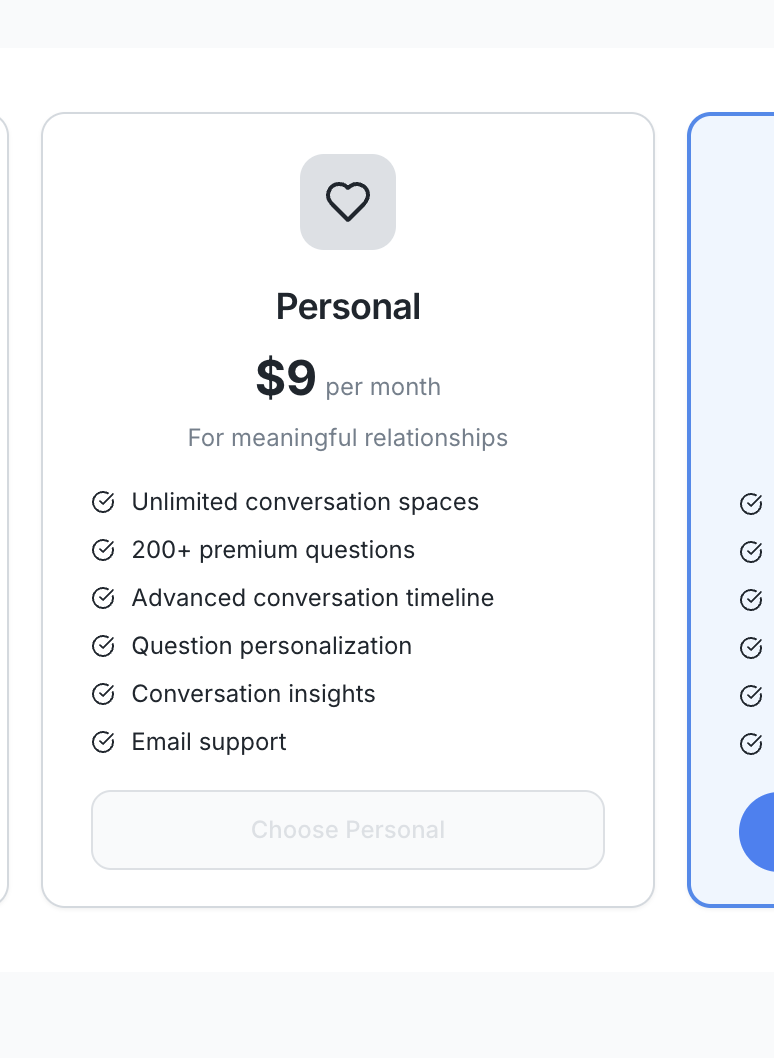 Personal
$9 per month
For meaningful relationships
Unlimited conversation spaces
200+ premium questions
Advanced conversation timeline
Question personalization
Conversation insights
Email support
Choose Personal